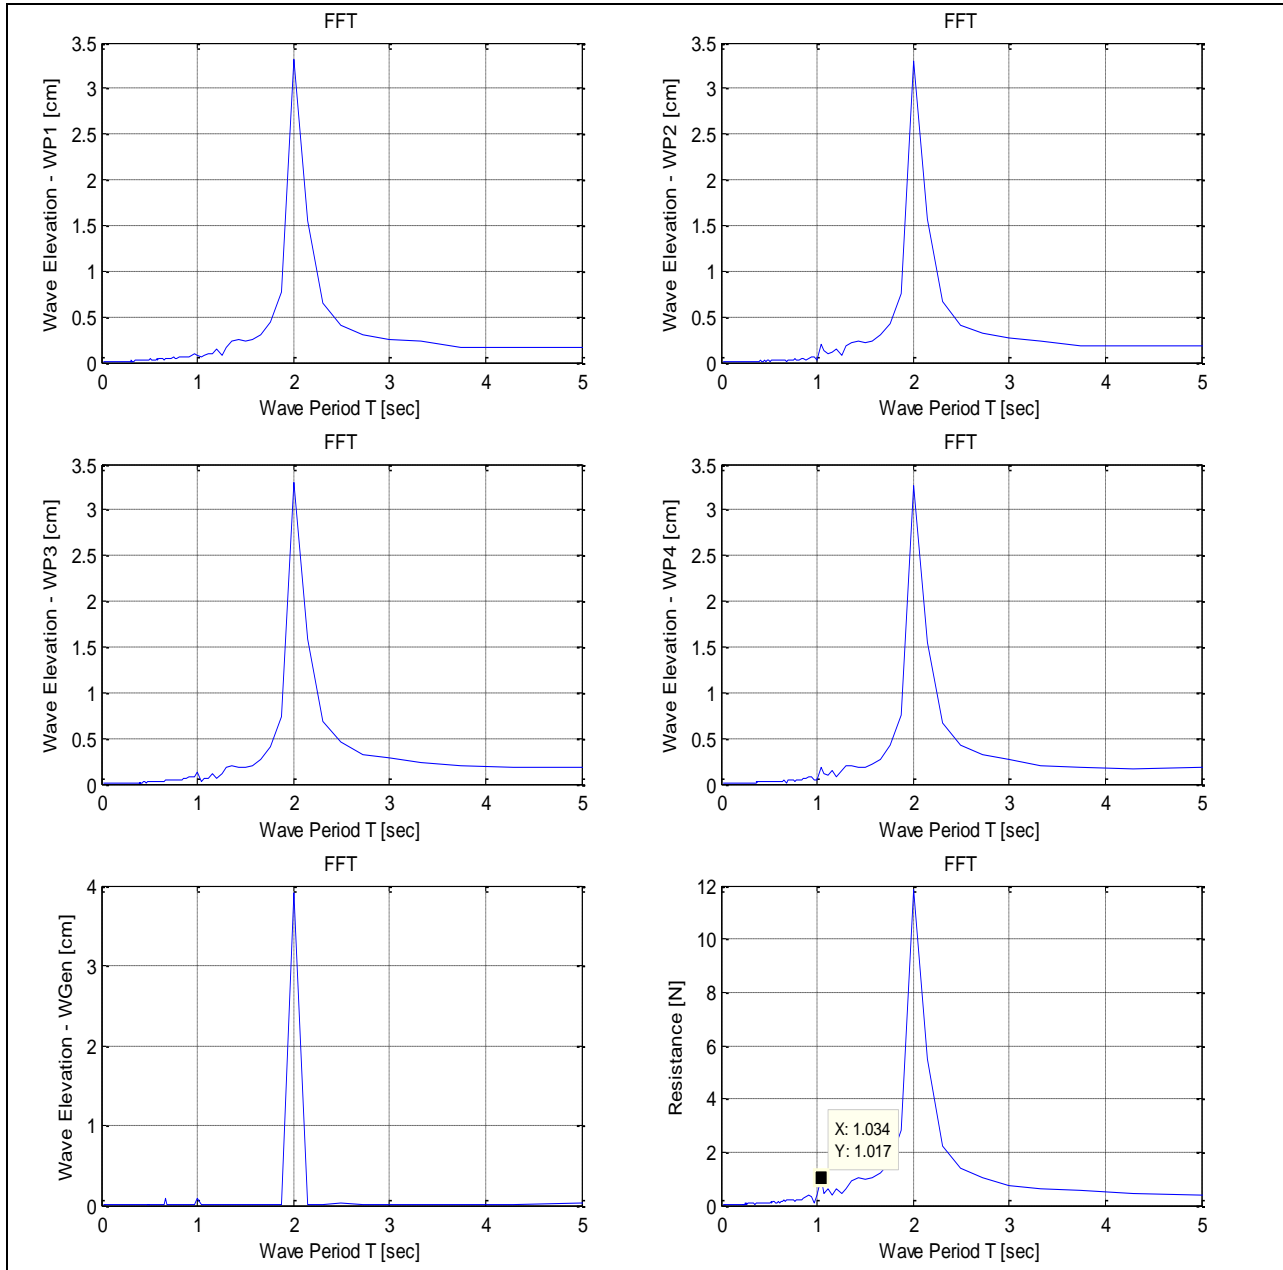 FFT
3.5
3
2.5
2
1.5
1
0.5
0
Wave Elevation - WP1 [cm]
0 1 2 3 4 5
Wave Period T [sec]
FFT
3.5
3
2.5
2
1.5
1
0.5
0
Wave Elevation - WP2 [cm]
0 1 2 3 4 5
Wave Period T [sec]
FFT
3.5
3
2.5
2
1.5
1
0.5
0
Wave Elevation - WP3 [cm]
0 1 2 3 4 5
Wave Period T [sec]
FFT
3.5
3
2.5
2
1.5
1
0.5
0
Wave Elevation - WP4 [cm]
0 1 2 3 4 5
Wave Period T [sec]
FFT
4
3
2
1
0
Wave Elevation - WGen [cm]
0 1 2 3 4 5
Wave Period T [sec]
FFT
12
10
8
6
4
2
0
Resistance [N]
X: 1.034
Y: 1.017
0 1 2 3 4 5
Wave Period T [sec]